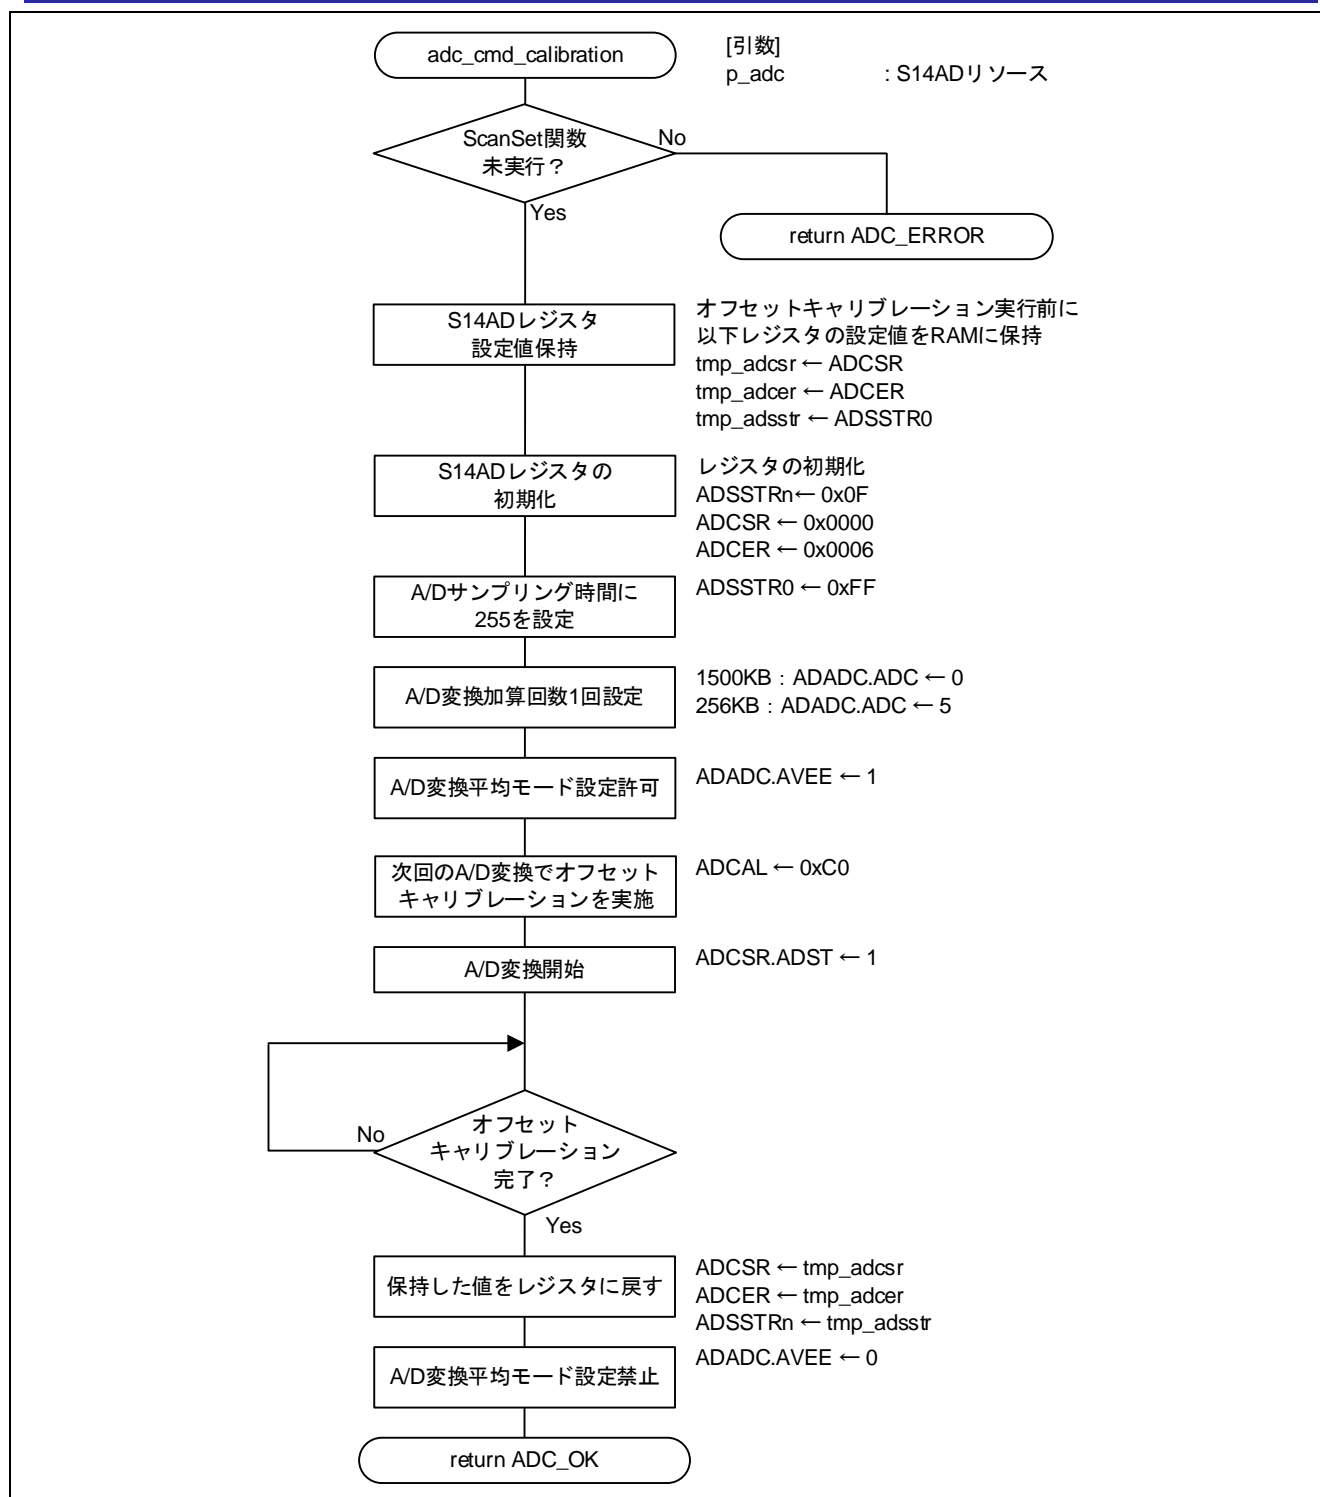 adc_cmd_calibration
[引数]
p_adc : S14ADリソース
ScanSet関数
未実行？
No
Yes
return ADC_ERROR
S14ADレジスタ
設定値保持
オフセットキャリブレーション実行前に
以下レジスタの設定値をRAMに保持
tmp_adcsr ← ADCSR
tmp_adcer ← ADCER
tmp_adsstr ← ADSSTR0
S14ADレジスタの
初期化
レジスタの初期化
ADSSTRn← 0x0F
ADCSR ← 0x0000
ADCER ← 0x0006
A/Dサンプリング時間に
255を設定
ADSSTR0 ← 0xFF
A/D変換加算回数1回設定
1500KB：ADADC.ADC ← 0
256KB：ADADC.ADC ← 5
A/D変換平均モード設定許可
ADADC.AVEE ← 1
次回のA/D変換でオフセット
キャリブレーションを実施
ADCAL ← 0xC0
A/D変換開始
ADCSR.ADST ← 1
オフセット
キャリブレーション
完了？
No
Yes
保持した値をレジスタに戻す
ADCSR ← tmp_adcsr
ADCER ← tmp_adcer
ADSSTRn ← tmp_adsstr
A/D変換平均モード設定禁止
ADADC.AVEE ← 0
return ADC_OK